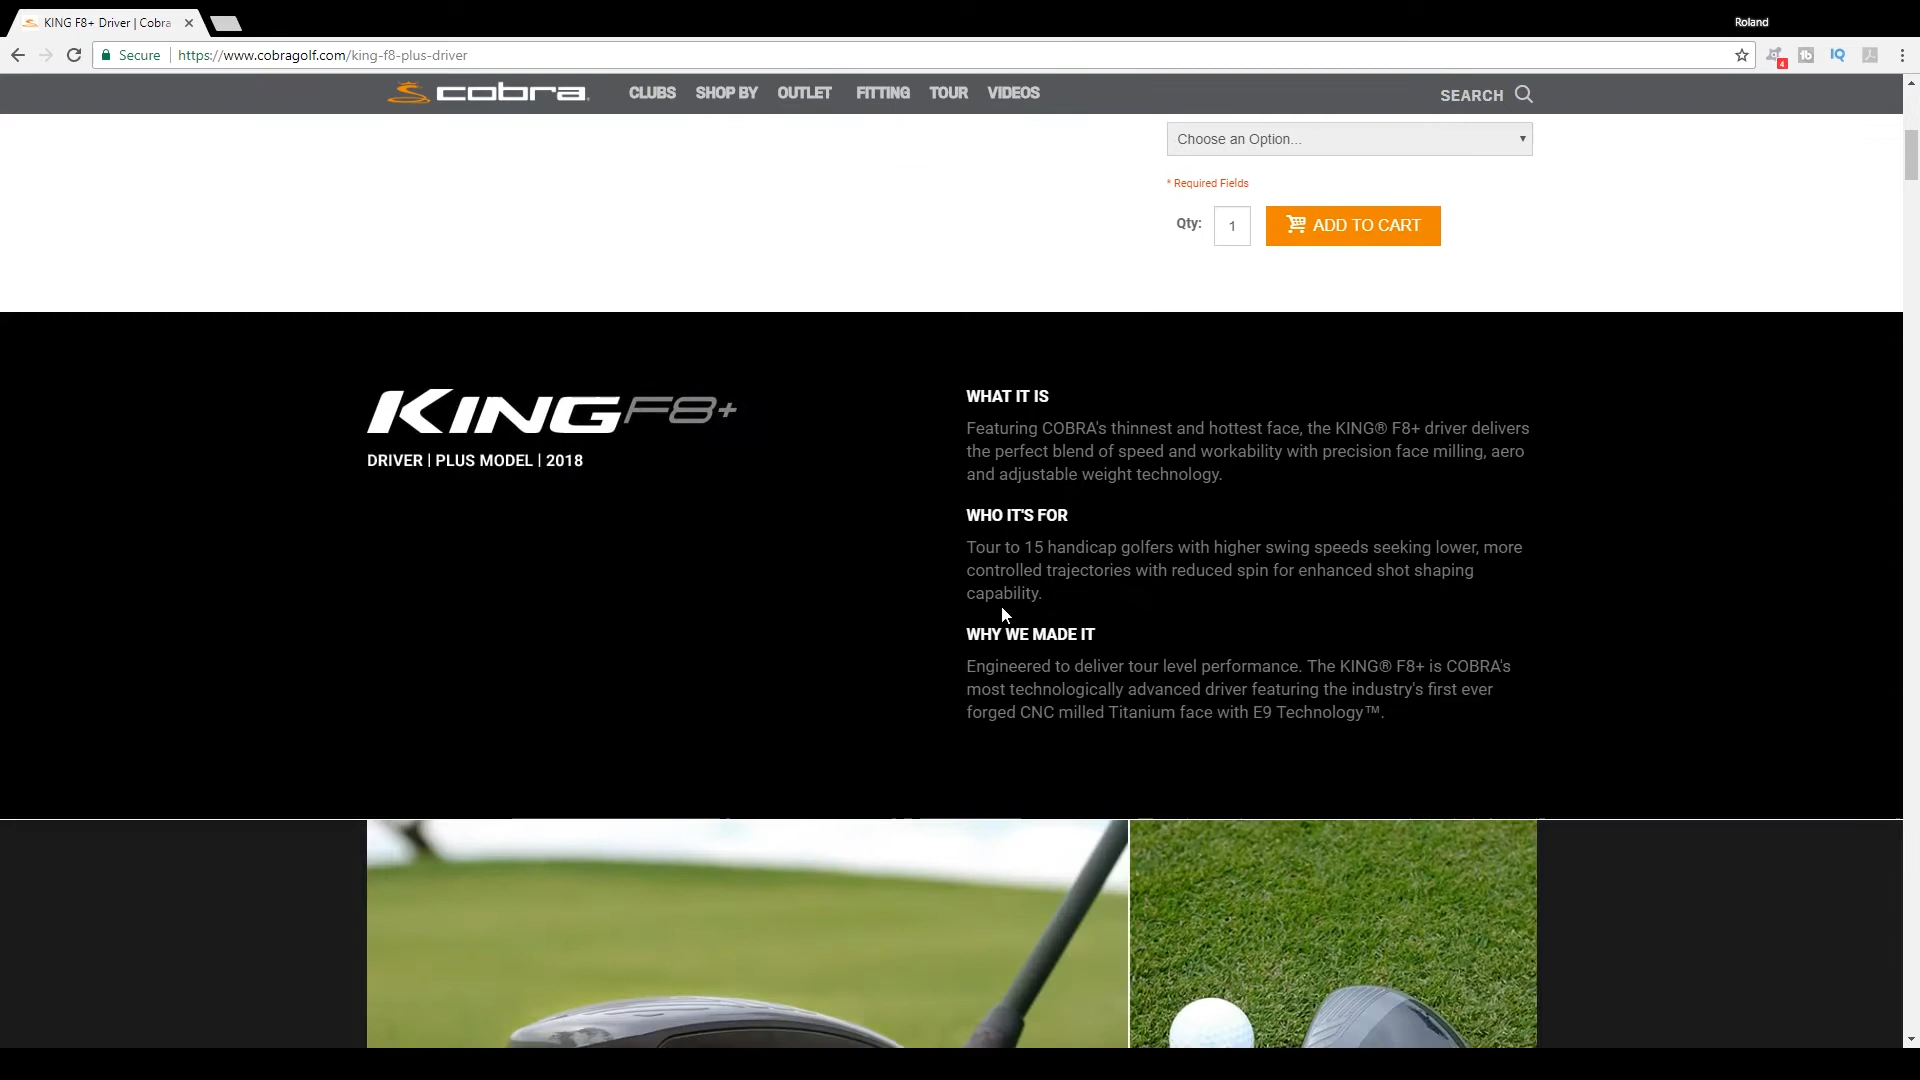 KING F8+ Driver | Cobra
Roland
Secure
https://www.cobragolf.com/king-f8-plus-driver
4
tb
IQ
cobra
CLUBS SHOP BY OUTLET FITTING TOUR VIDEOS
SEARCH
Choose an Option...
* Required Fields
Qty: 1 ADD TO CART
KING F8+
DRIVER | PLUS MODEL | 2018
WHAT IT IS
Featuring COBRA's thinnest and hottest face, the KING® F8+ driver delivers
the perfect blend of speed and workability with precision face milling, aero
and adjustable weight technology.
WHO IT'S FOR
Tour to 15 handicap golfers with higher swing speeds seeking lower, more
controlled trajectories with reduced spin for enhanced shot shaping
capability.
WHY WE MADE IT
Engineered to deliver tour level performance. The KING® F8+ is COBRA's
most technologically advanced driver featuring the industry's first ever
forged CNC milled Titanium face with E9 Technology™.